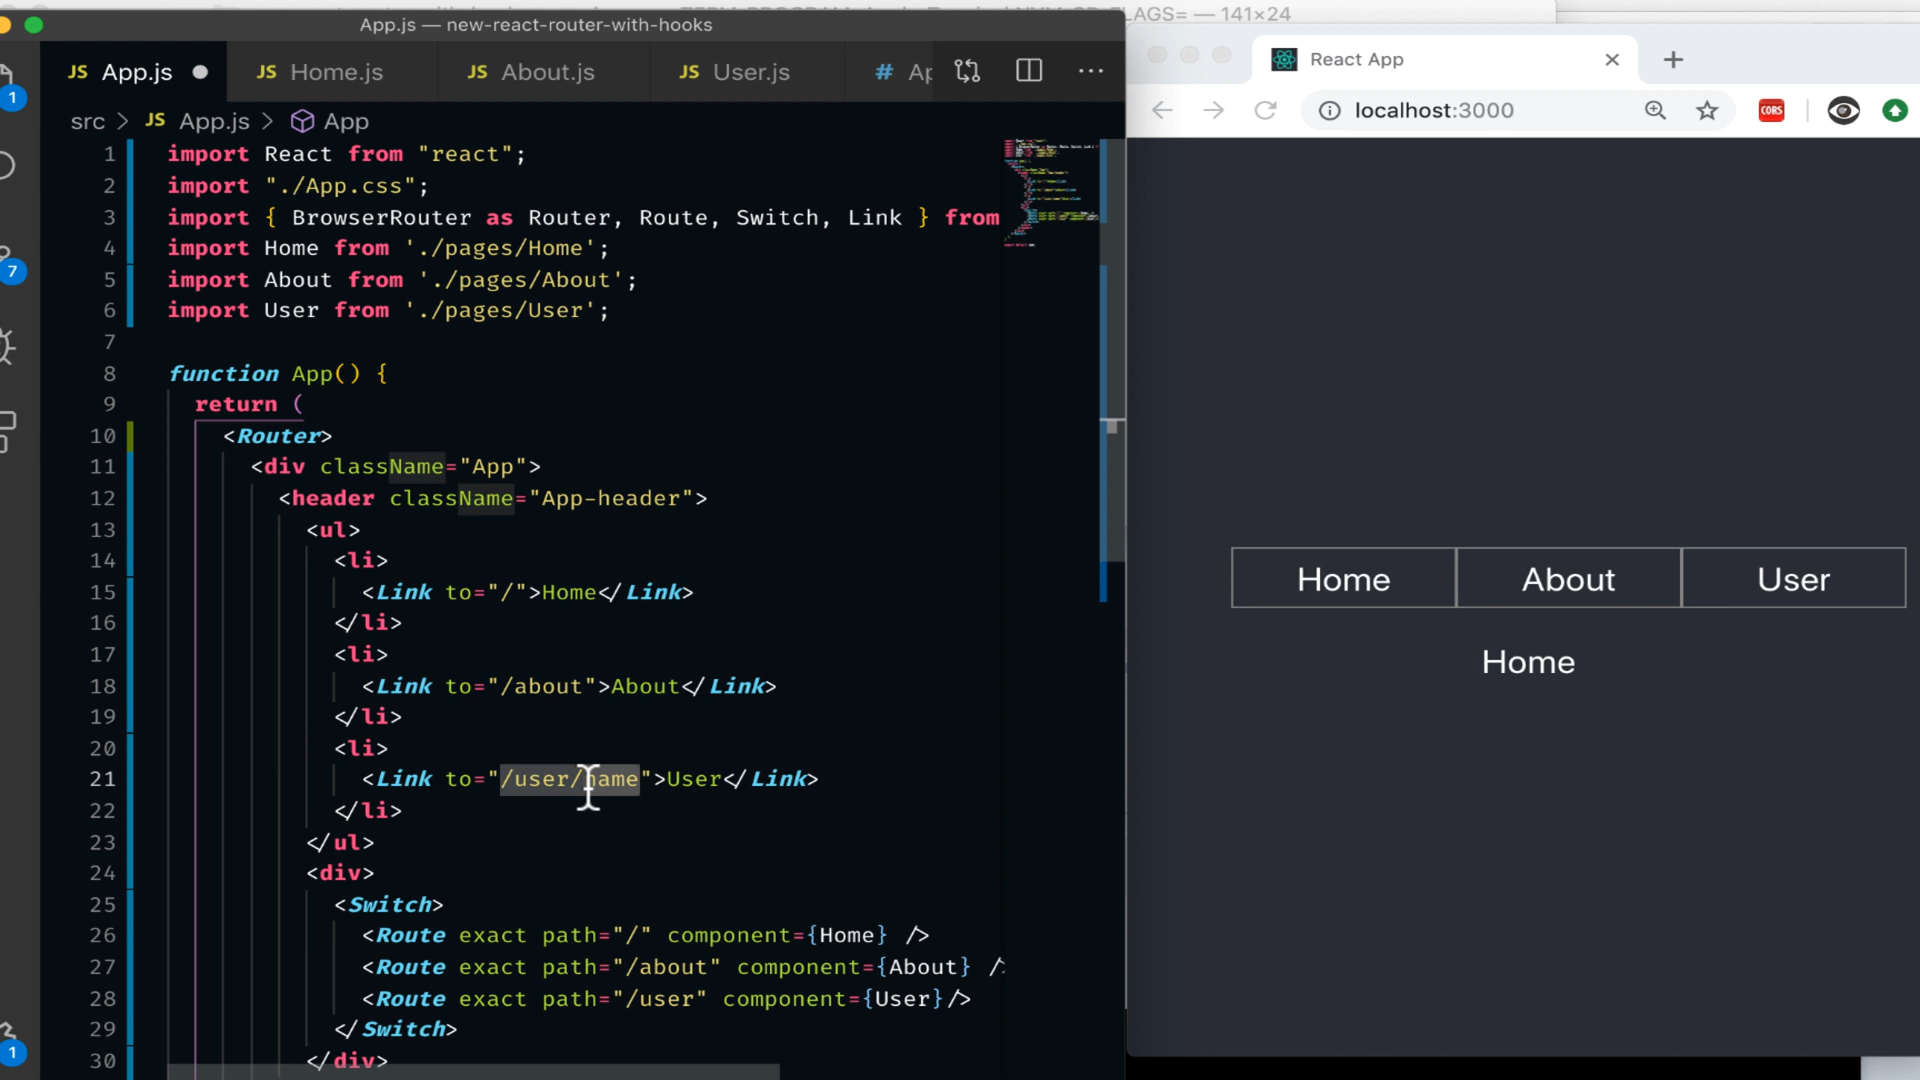 TERM_PROGRAM
FLAGS= — 141×24
App.js — new-react-router-with-hooks
JS App.js
JS Home.js
JS About.js
JS User.js
# Ap
React App
localhost:3000
CORS
src > JS App.js > App
1 import React from "react";
2 import "./App.css";
3 import { BrowserRouter as Router, Route, Switch, Link } from
4 import Home from './pages/Home';
5 import About from './pages/About';
6 import User from './pages/User';
7
8 function App() {
9 return (
10 <Router>
11 <div className="App">
12 <header className="App-header">
13 <ul>
14 <li>
15 <Link to="/">Home</Link>
16 </li>
17 <li>
18 <Link to="/about">About</Link>
19 </li>
20 <li>
21 <Link to="/user/name">User</Link>
22 </li>
23 </ul>
24 <div>
25 <Switch>
26 <Route exact path="/" component={Home} />
27 <Route exact path="/about" component={About} />
28 <Route exact path="/user" component={User}/>
29 </Switch>
30 </div>
1
7
1
Home
About
User
Home